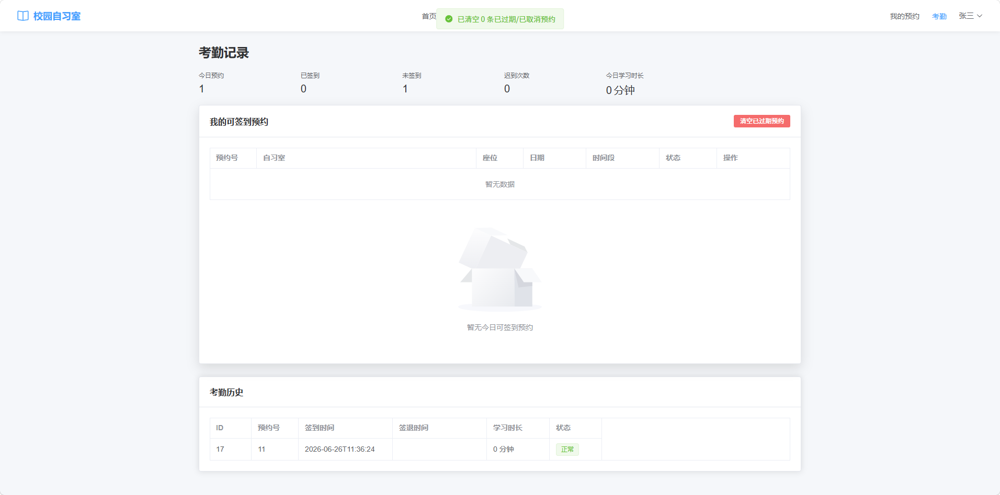 校园自习室
首页
已清空 0 条已过期/已取消预约
我的预约
考勤
张三
考勤记录
今日预约
已签到
未签到
迟到次数
今日学习时长
1
0
1
0
0 分钟
我的可签到预约
清空已过期预约
预约号 自习室 座位 日期 时间段 状态 操作
暂无数据
暂无今日可签到预约
考勤历史
ID 预约号 签到时间 签退时间 学习时长 状态
17 11 2026-06-26T11:36:24 0 分钟 正常